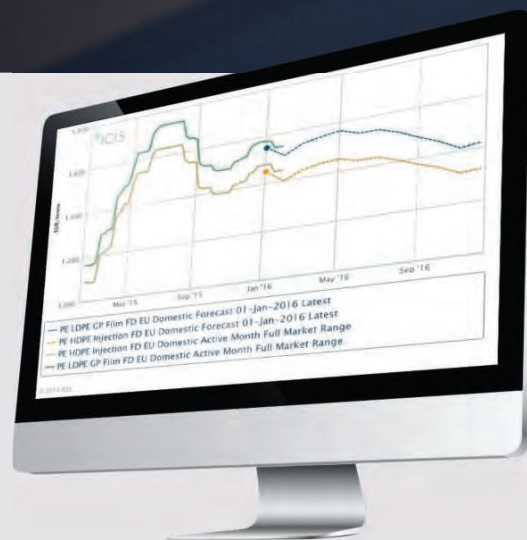 1,800
ICIS
1,600
EUR/tonne
1,400
1,200
1,000
May '15
Sep '15
Jan '16
May '16
Sep '16
PE LDPE GP Film FD EU Domestic Forecast 01-Jan-2016 Latest
PE HDPE Injection FD EU Domestic Forecast 01-Jan-2016 Latest
PE HDPE Injection FD EU Domestic Active Month Full Market Range
PE LDPE GP Film FD EU Domestic Active Month Full Market Range